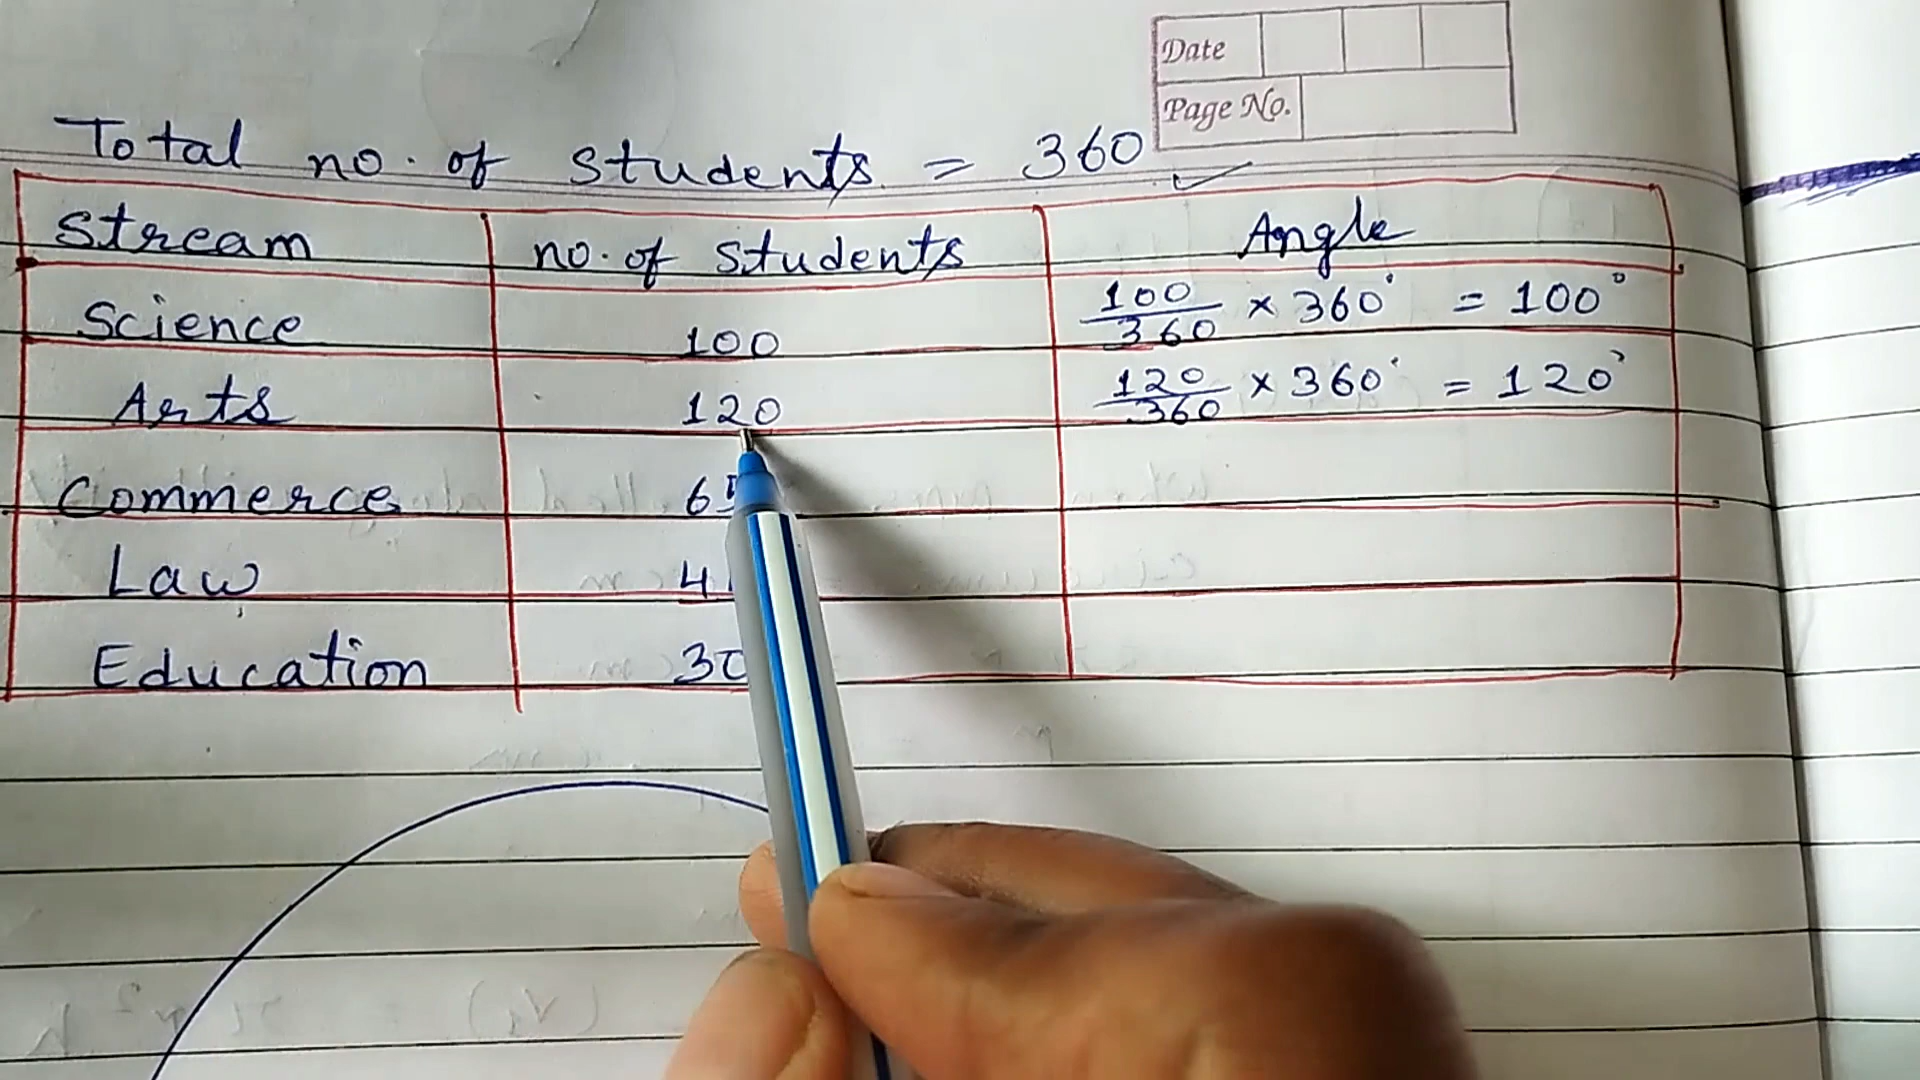 Date
Page No.
Total no. of students = 360
Stream no. of students Angle
Science 100 100/360 × 360° = 100°
Arts 120 120/360 × 360° = 120°
Commerce
Law
Education